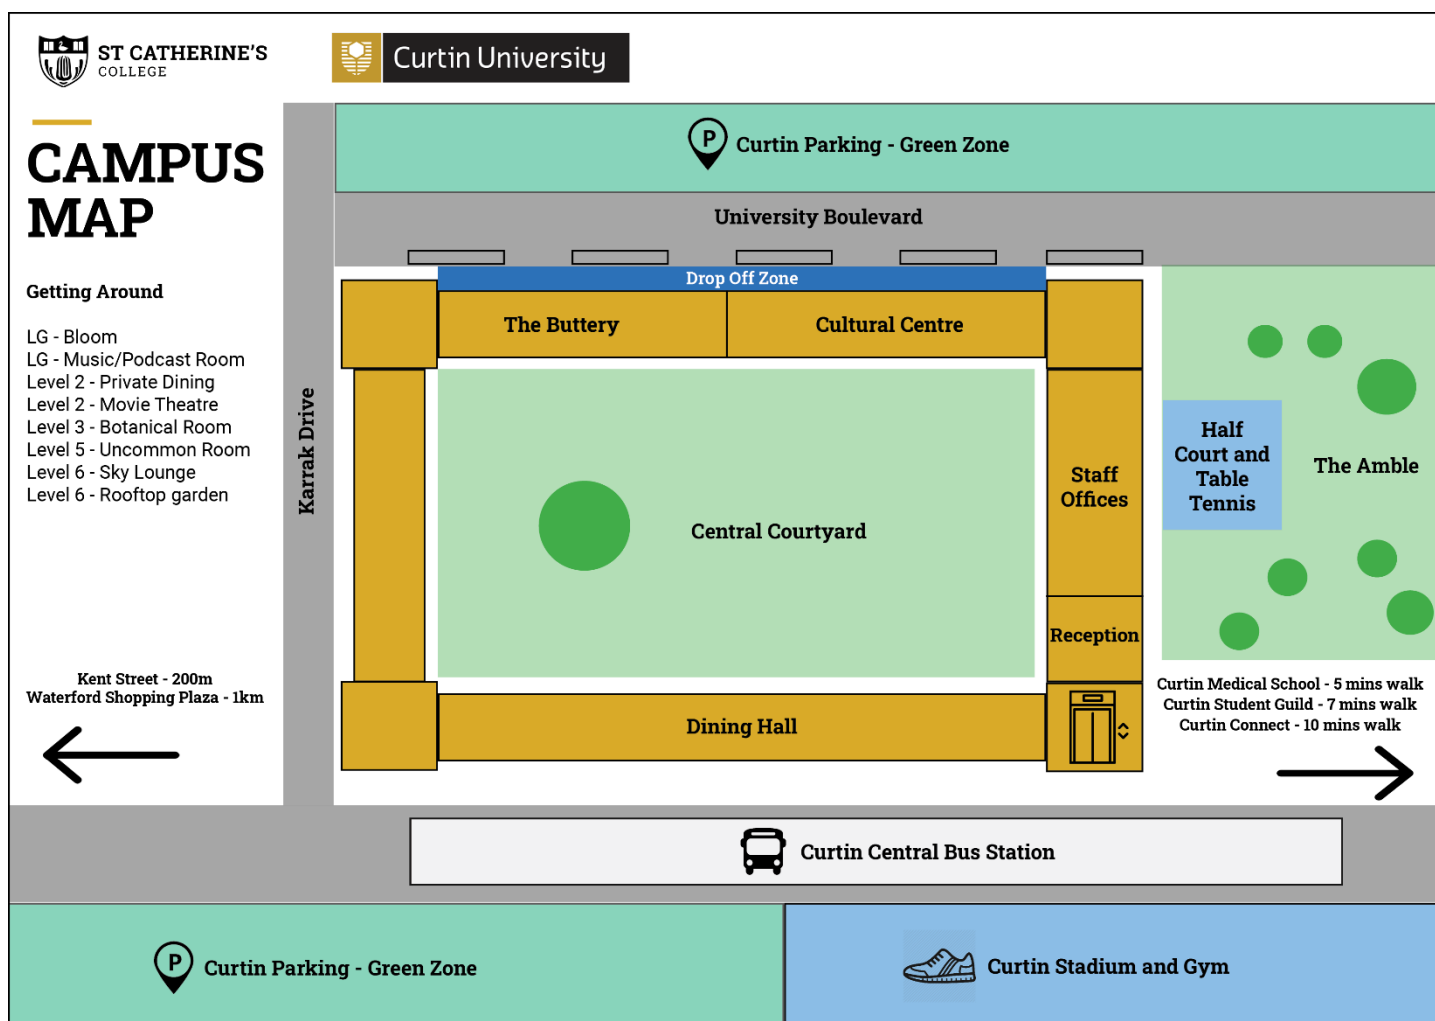 ST CATHERINE'S
COLLEGE
Curtin University
CAMPUS
MAP
Getting Around
LG - Bloom
LG - Music/Podcast Room
Level 2 - Private Dining
Level 2 - Movie Theatre
Level 3 - Botanical Room
Level 5 - Uncommon Room
Level 6 - Sky Lounge
Level 6 - Rooftop garden
Kent Street - 200m
Waterford Shopping Plaza - 1km
Karrak Drive
P
Curtin Parking - Green Zone
University Boulevard
Drop Off Zone
The Buttery
Cultural Centre
Central Courtyard
Staff
Offices
Reception
Dining Hall
Half
Court and
Table
Tennis
The Amble
Curtin Medical School - 5 mins walk
Curtin Student Guild - 7 mins walk
Curtin Connect - 10 mins walk
Curtin Central Bus Station
P
Curtin Parking - Green Zone
Curtin Stadium and Gym